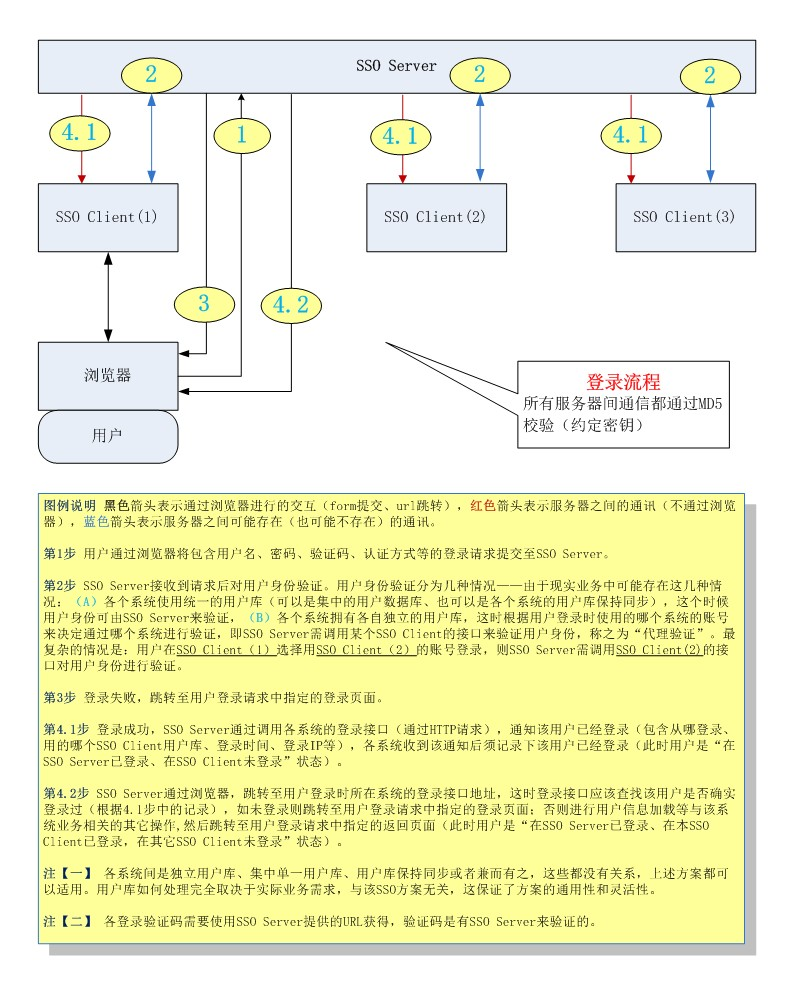 SSO Server
2
2
2
4.1
1
4.1
4.1
SSO Client(1)
SSO Client(2)
SSO Client(3)
3
4.2
浏览器
用户
登录流程
所有服务器间通信都通过MD5
校验（约定密钥）
图例说明 黑色箭头表示通过浏览器进行的交互（form提交、url跳转），红色箭头表示服务器之间的通讯（不通过浏览
器），蓝色箭头表示服务器之间可能存在（也可能不存在）的通讯。
第1步 用户通过浏览器将包含用户名、密码、验证码、认证方式等的登录请求提交至SSO Server。
第2步 SSO Server接收到请求后对用户身份验证。用户身份验证分为几种情况——由于现实业务中可能存在这几种情
况：（A）各个系统使用统一的用户库（可以是集中的用户数据库、也可以是各个系统的用户库保持同步），这个时候
用户身份可由SSO Server来验证，（B）各个系统拥有各自独立的用户库，这时根据用户登录时使用的哪个系统的账号
来决定通过哪个系统进行验证，即SSO Server需调用某个SSO Client的接口来验证用户身份，称之为“代理验证”。最
复杂的情况是：用户在SSO Client（1）选择用SSO Client（2）的账号登录，则SSO Server需调用SSO Client(2)的接
口对用户身份进行验证。
第3步 登录失败，跳转至用户登录请求中指定的登录页面。
第4.1步 登录成功，SSO Server通过调用各系统的登录接口（通过HTTP请求），通知该用户已经登录（包含从哪登录、
用的哪个SSO Client用户库、登录时间、登录IP等），各系统收到该通知后须记录下该用户已经登录（此时用户是“在
SSO Server已登录、在SSO Client未登录”状态）。
第4.2步 SSO Server通过浏览器，跳转至用户登录时所在系统的登录接口地址，这时登录接口应该查找该用户是否确实
登录过（根据4.1步中的记录），如未登录则跳转至用户登录请求中指定的登录页面；否则进行用户信息加载等与该系
统业务相关的其它操作,然后跳转至用户登录请求中指定的返回页面（此时用户是“在SSO Server已登录、在本SSO
Client已登录，在其它SSO Client未登录”状态）。
注【一】 各系统间是独立用户库、集中单一用户库、用户库保持同步或者兼而有之，这些都没有关系，上述方案都可
以适用。用户库如何处理完全取决于实际业务需求，与该SSO方案无关，这保证了方案的通用性和灵活性。
注【二】 各登录验证码需要使用SSO Server提供的URL获得，验证码是有SSO Server来验证的。